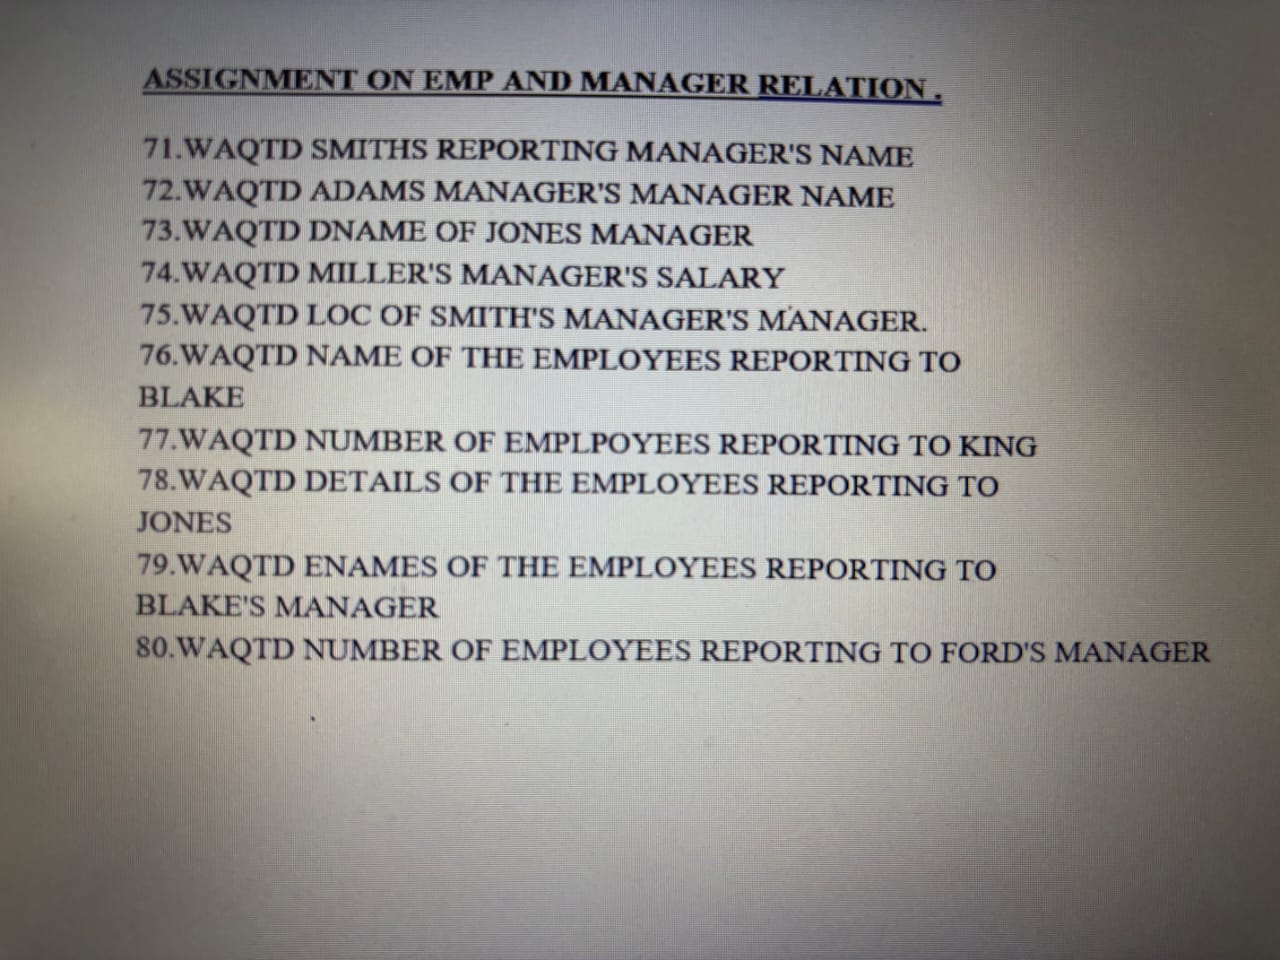 ASSIGNMENT ON EMP AND MANAGER RELATION .
71.WAQTD SMITHS REPORTING MANAGER'S NAME
72.WAQTD ADAMS MANAGER'S MANAGER NAME
73.WAQTD DNAME OF JONES MANAGER
74.WAQTD MILLER'S MANAGER'S SALARY
75.WAQTD LOC OF SMITH'S MANAGER'S MANAGER.
76.WAQTD NAME OF THE EMPLOYEES REPORTING TO
BLAKE
77.WAQTD NUMBER OF EMPLPOYEES REPORTING TO KING
78.WAQTD DETAILS OF THE EMPLOYEES REPORTING TO
JONES
79.WAQTD ENAMES OF THE EMPLOYEES REPORTING TO
BLAKE'S MANAGER
80.WAQTD NUMBER OF EMPLOYEES REPORTING TO FORD'S MANAGER